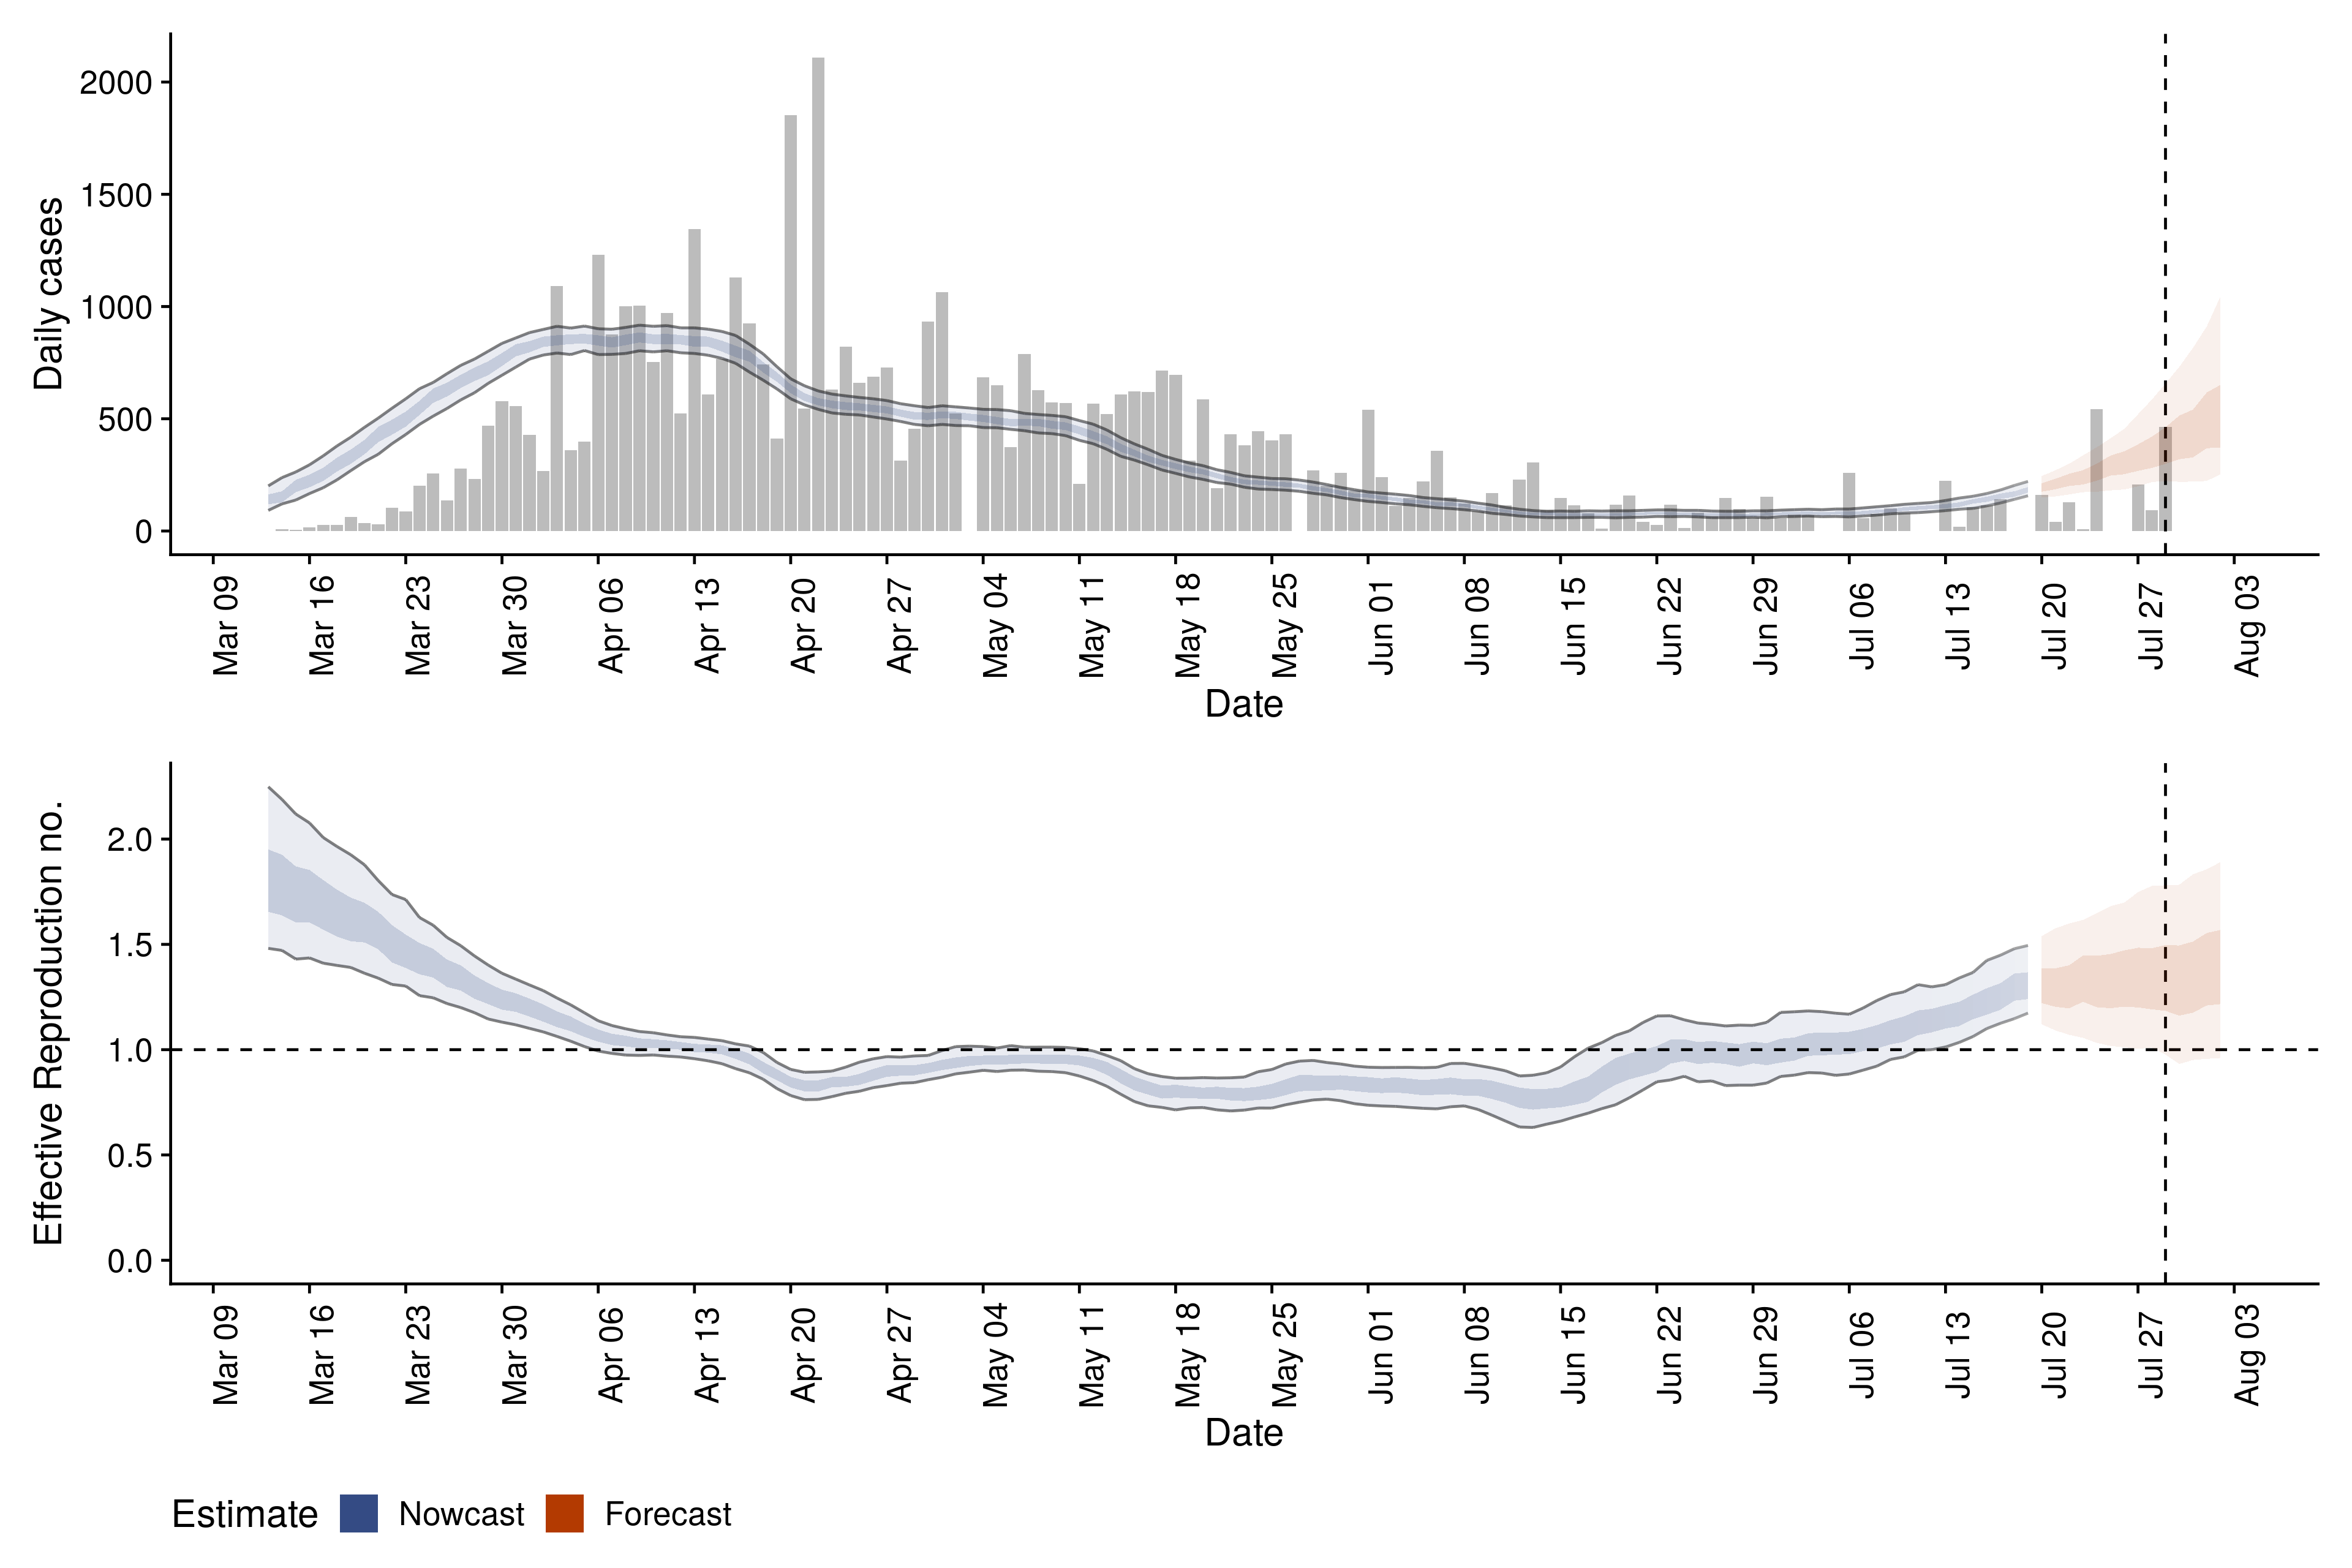 Daily cases
2000
1500
1000
500
0
Mar 09 Mar 16 Mar 23 Mar 30 Apr 06 Apr 13 Apr 20 Apr 27 May 04 May 11 May 18 May 25 Jun 01 Jun 08 Jun 15 Jun 22 Jun 29 Jul 06 Jul 13 Jul 20 Jul 27 Aug 03
Date
Effective Reproduction no.
2.0
1.5
1.0
0.5
0.0
Mar 09 Mar 16 Mar 23 Mar 30 Apr 06 Apr 13 Apr 20 Apr 27 May 04 May 11 May 18 May 25 Jun 01 Jun 08 Jun 15 Jun 22 Jun 29 Jul 06 Jul 13 Jul 20 Jul 27 Aug 03
Date
Estimate Nowcast Forecast